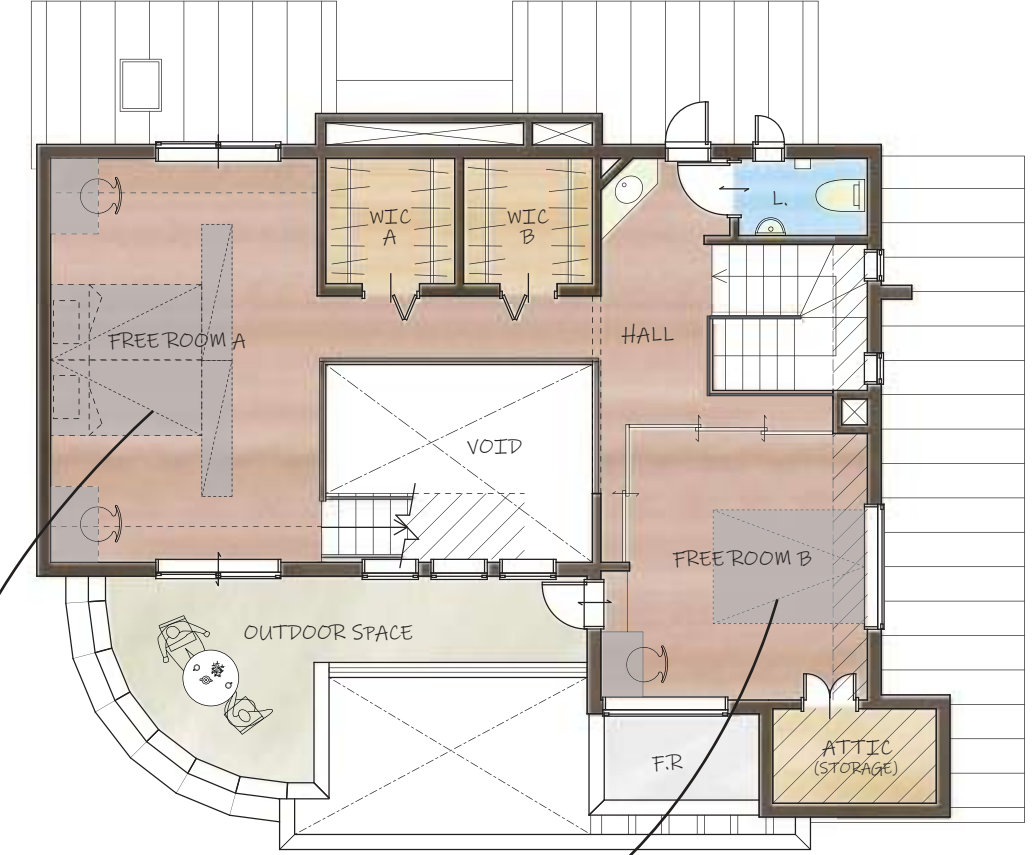 WIC
A
WIC
B
L.
FREE ROOM A
HALL
VOID
FREE ROOM B
OUTDOOR SPACE
F.R
ATTIC
(STORAGE)